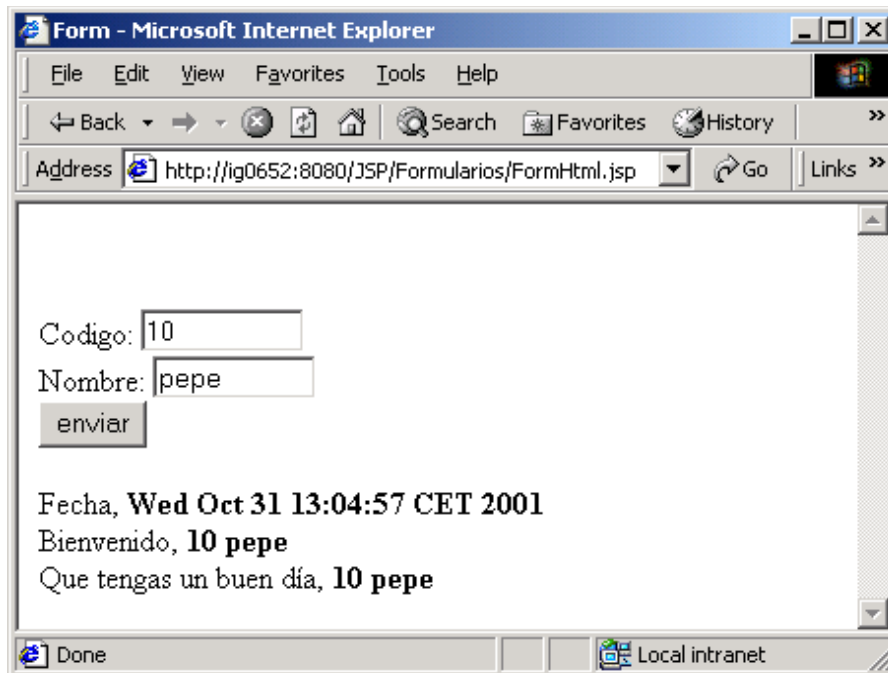 Form - Microsoft Internet Explorer
File Edit View Favorites Tools Help
Back Search Favorites History »
Address http://ig0652:8080/JSP/Formularios/FormHtml.jsp Go Links »
Codigo: 10
Nombre: pepe
enviar
Fecha, Wed Oct 31 13:04:57 CET 2001
Bienvenido, 10 pepe
Que tengas un buen día, 10 pepe
Done Local intranet